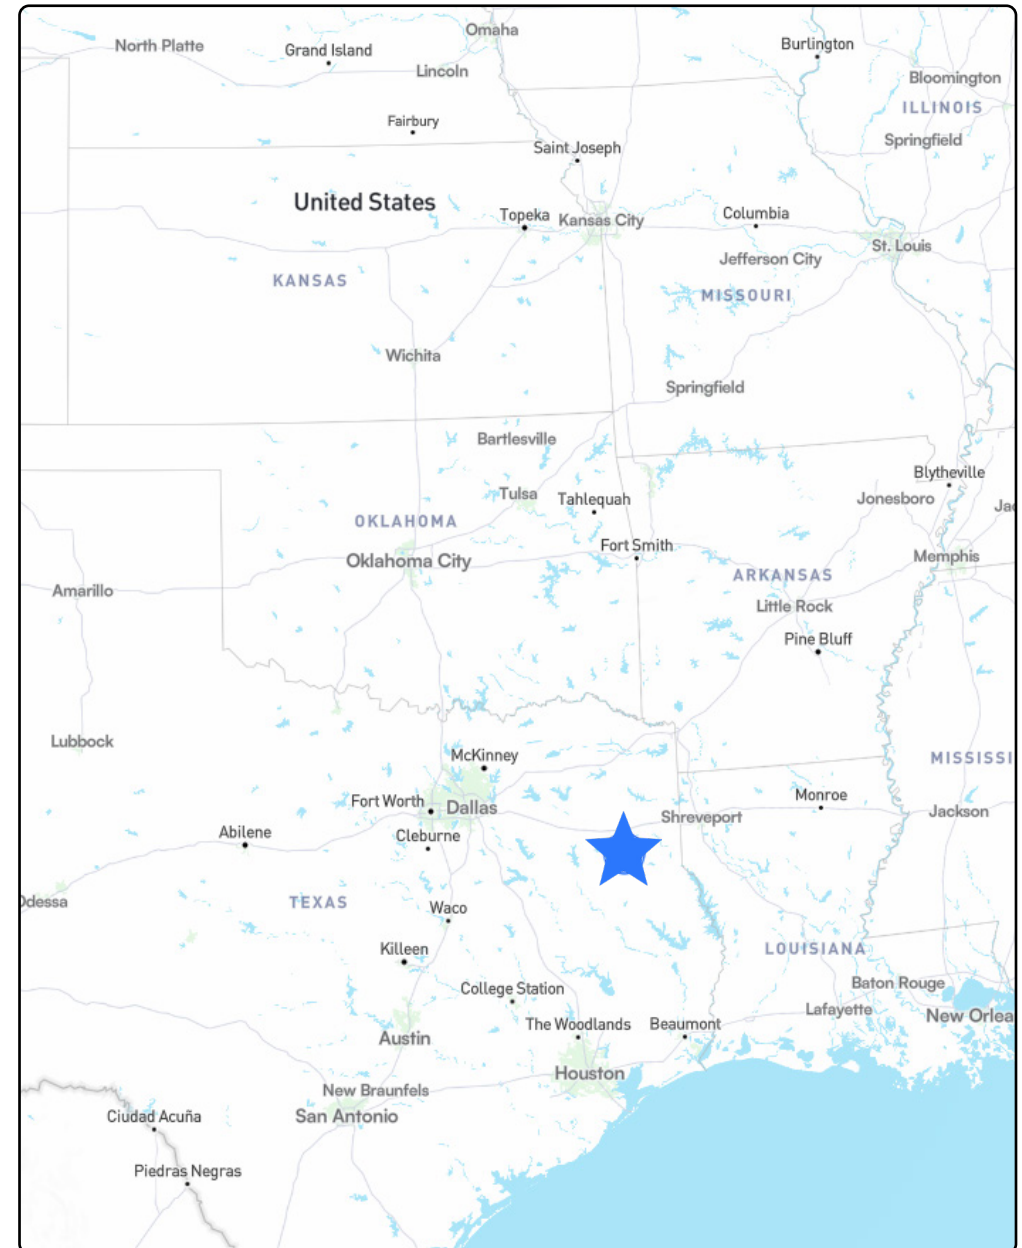 Omaha
North Platte
Grand Island
Burlington
Lincoln
Bloomington
ILLINOIS
Fairbury
Springfield
Saint Joseph
United States
Topeka
Kansas City
Columbia
St. Louis
Jefferson City
KANSAS
MISSOURI
Wichita
Springfield
Bartlesville
Blytheville
Tulsa
Tahlequah
Jonesboro
Jac
OKLAHOMA
Fort Smith
Oklahoma City
Memphis
ARKANSAS
Amarillo
Little Rock
Pine Bluff
Lubbock
McKinney
MISSISSI
Monroe
Fort Worth
Dallas
Shreveport
Jackson
Abilene
Cleburne
Odessa
TEXAS
Waco
Killeen
LOUISIANA
College Station
Baton Rouge
Lafayette
New Orlea
The Woodlands
Beaumont
Austin
Houston
New Braunfels
San Antonio
Ciudad Acuña
Piedras Negras